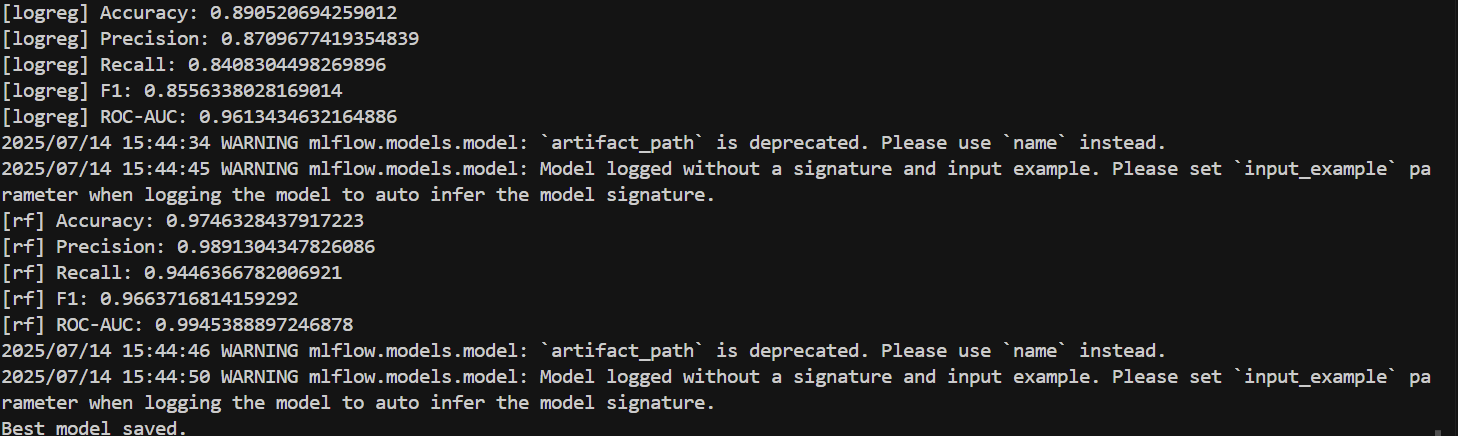 [logreg] Accuracy: 0.890520694259012
[logreg] Precision: 0.8709677419354839
[logreg] Recall: 0.8408304498269896
[logreg] F1: 0.8556338028169014
[logreg] ROC-AUC: 0.9613434632164886
2025/07/14 15:44:34 WARNING mlflow.models.model: `artifact_path` is deprecated. Please use `name` instead.
2025/07/14 15:44:45 WARNING mlflow.models.model: Model logged without a signature and input example. Please set `input_example` pa
rameter when logging the model to auto infer the model signature.
[rf] Accuracy: 0.9746328437917223
[rf] Precision: 0.9891304347826086
[rf] Recall: 0.9446366782006921
[rf] F1: 0.9663716814159292
[rf] ROC-AUC: 0.9945388897246878
2025/07/14 15:44:46 WARNING mlflow.models.model: `artifact_path` is deprecated. Please use `name` instead.
2025/07/14 15:44:50 WARNING mlflow.models.model: Model logged without a signature and input example. Please set `input_example` pa
rameter when logging the model to auto infer the model signature.
Best model saved.